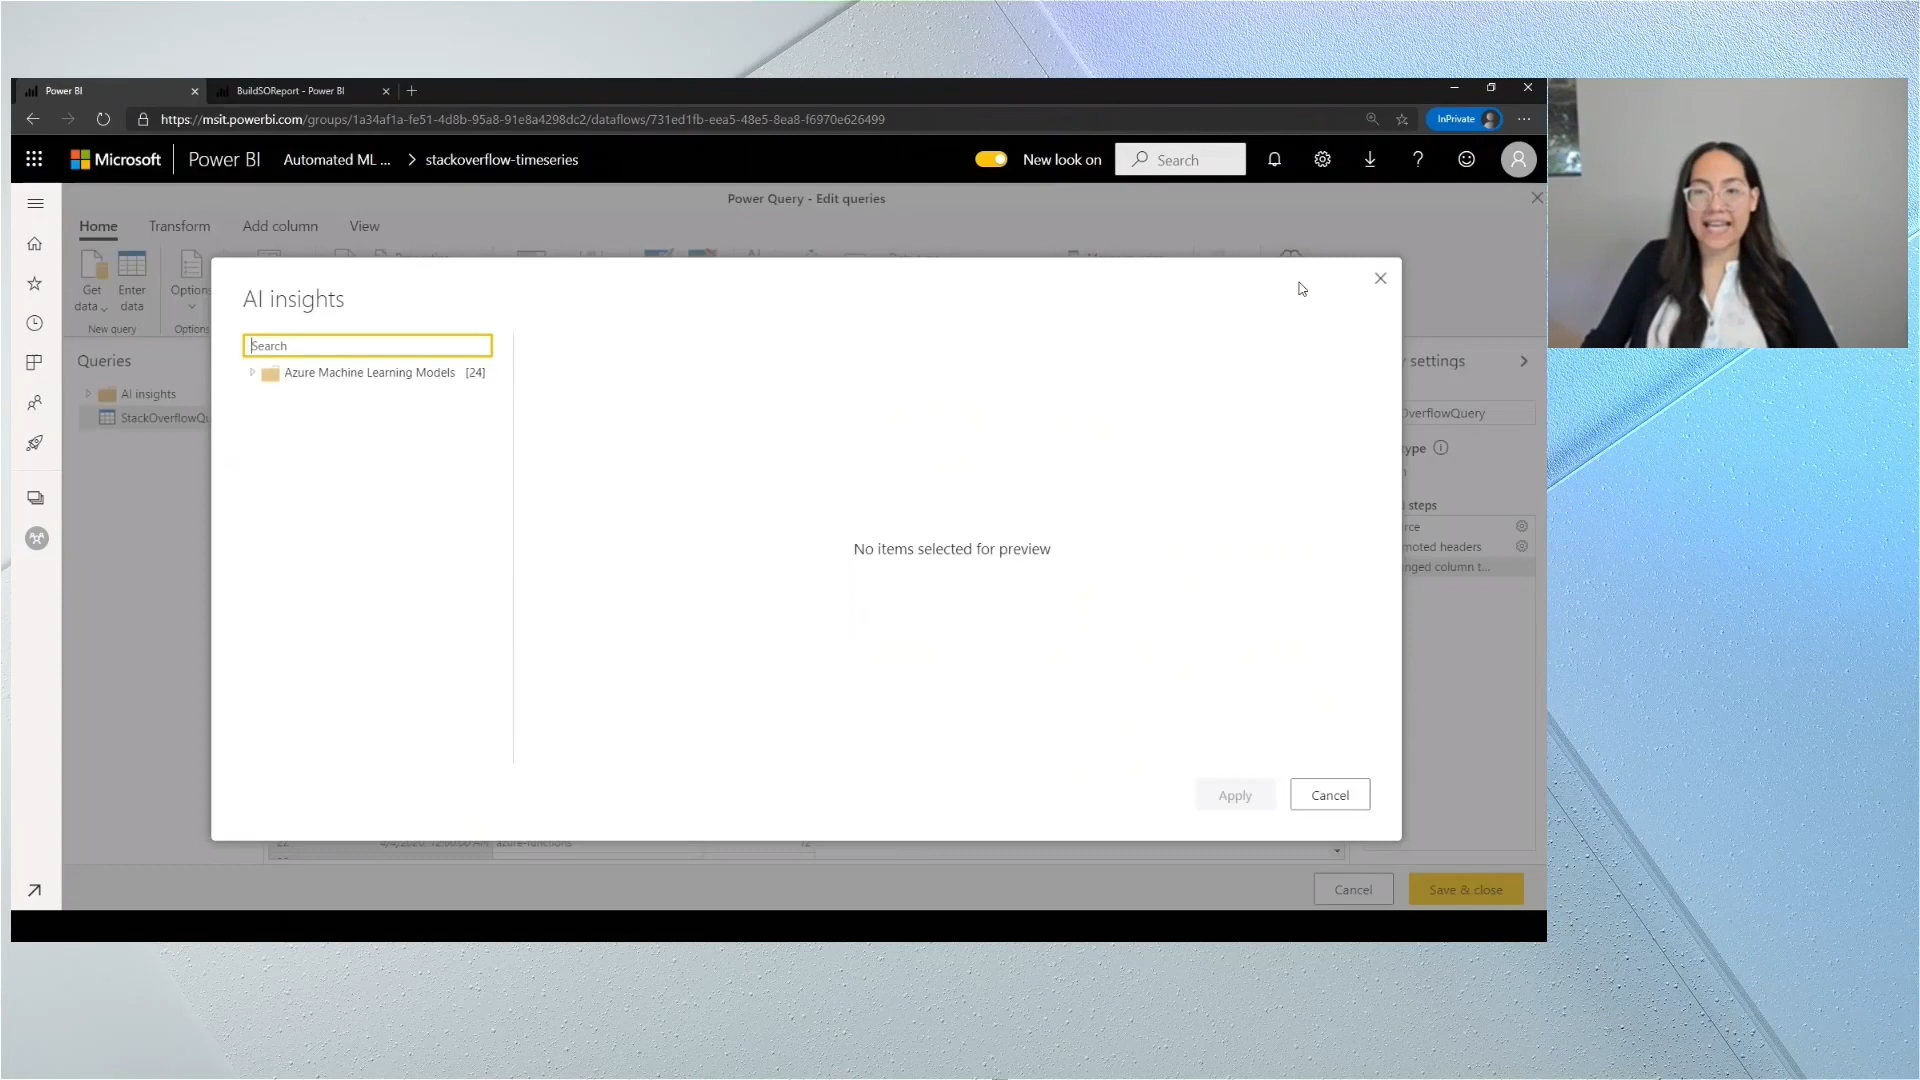 Power BI
BuildSOReport - Power BI
https://msit.powerbi.com/groups/1a34af1a-fe51-4d8b-95a8-91e8a4298dc2/dataflows/731ed1fb-eea5-48e5-8ea8-f6970e626499
InPrivate
Microsoft
Power BI
Automated ML ...
stackoverflow-timeseries
New look on
Search
Power Query - Edit queries
Home
Transform
Add column
View
Get data
Enter data
Options
New query
Options
Queries
AI insights
StackOverflowQu
AI insights
Search
Azure Machine Learning Models [24]
No items selected for preview
Apply
Cancel
settings
OverflowQuery
type
steps
rce
moted headers
nged column t...
azure-functions
Cancel
Save & close